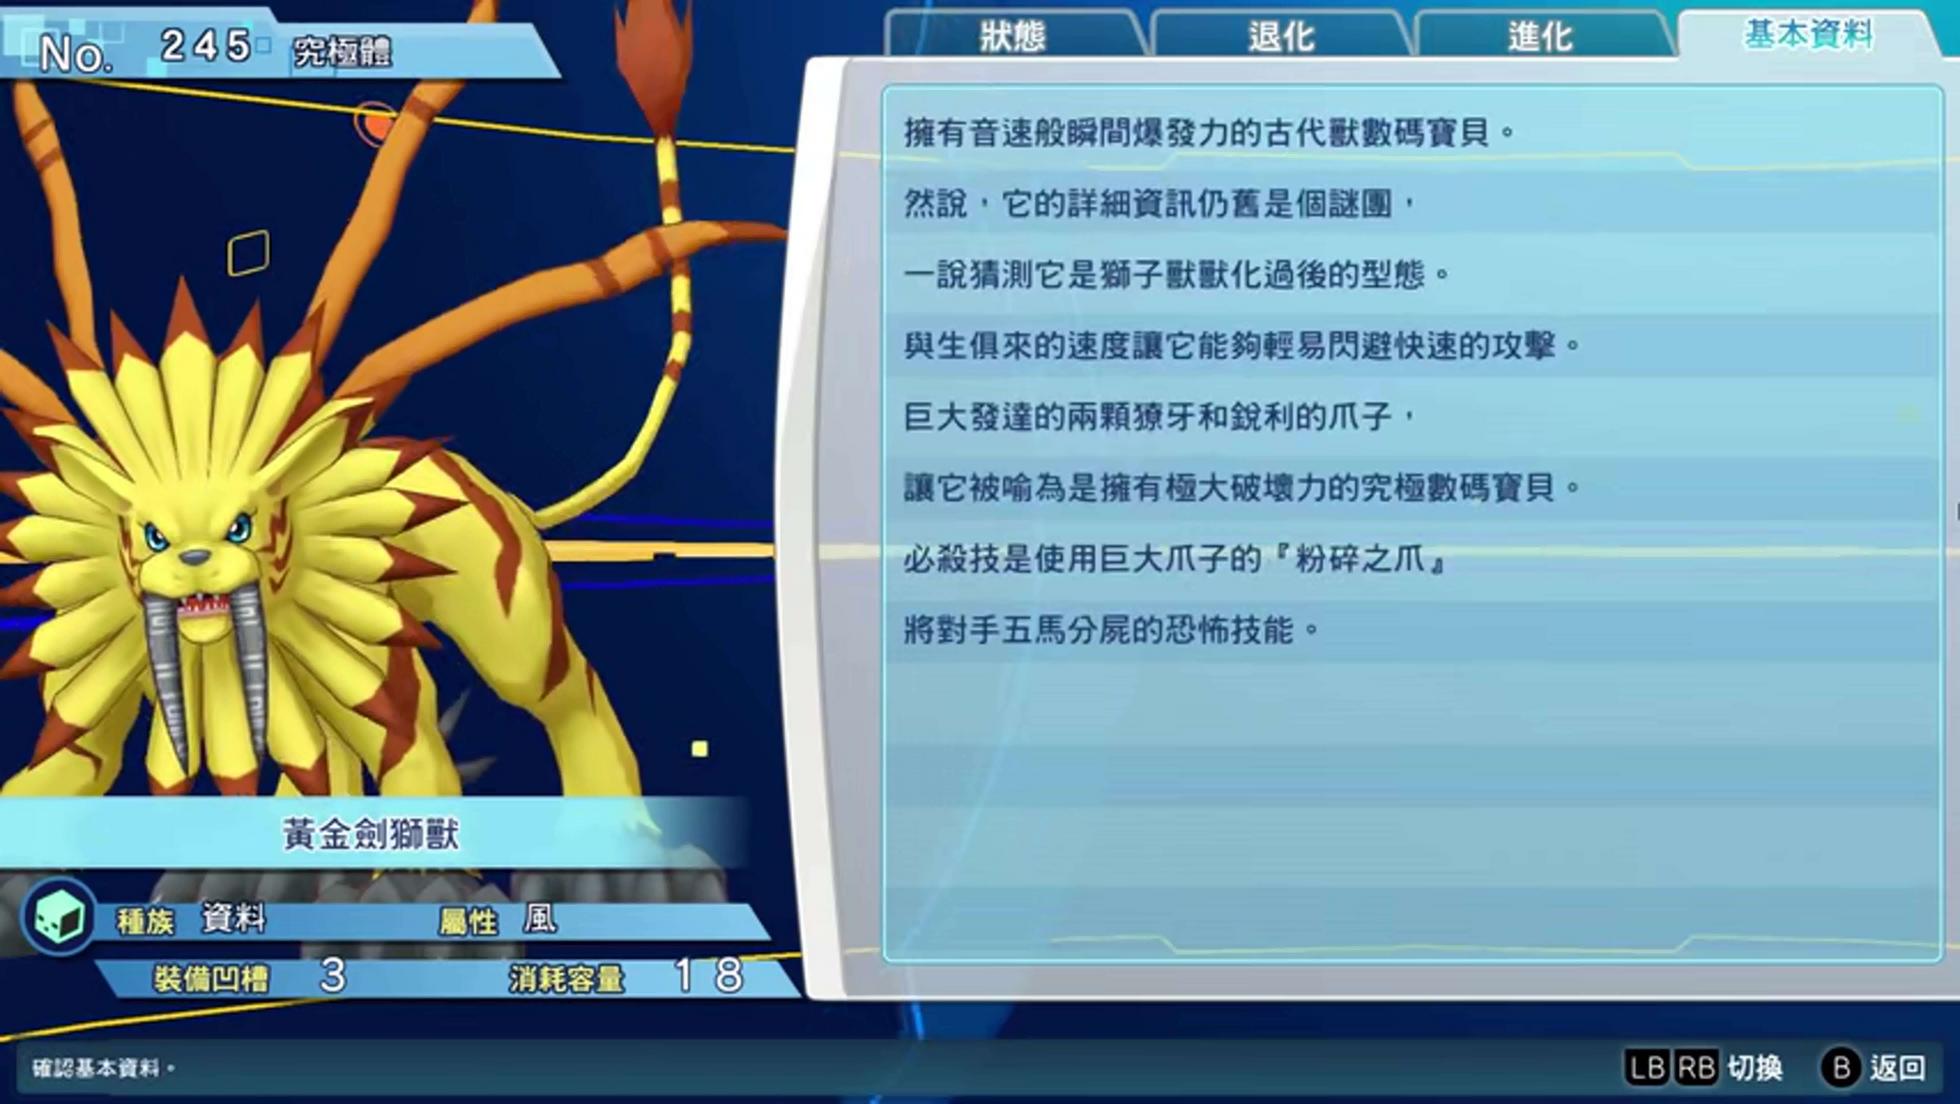 No. 245 究極體
狀態 退化 進化 基本資料
擁有音速般瞬間爆發力的古代獸數碼寶貝。
然說，它的詳細資訊仍舊是個謎團，
一說猜測它是獅子獸獸化過後的型態。
與生俱來的速度讓它能夠輕易閃避快速的攻擊。
巨大發達的兩顆獠牙和銳利的爪子，
讓它被喻為是擁有極大破壞力的究極數碼寶貝。
必殺技是使用巨大爪子的『粉碎之爪』
將對手五馬分屍的恐怖技能。
黃金劍獅獸
種族 資料 屬性 風
裝備凹槽 3 消耗容量 18
確認基本資料。
LB RB 切換 B 返回